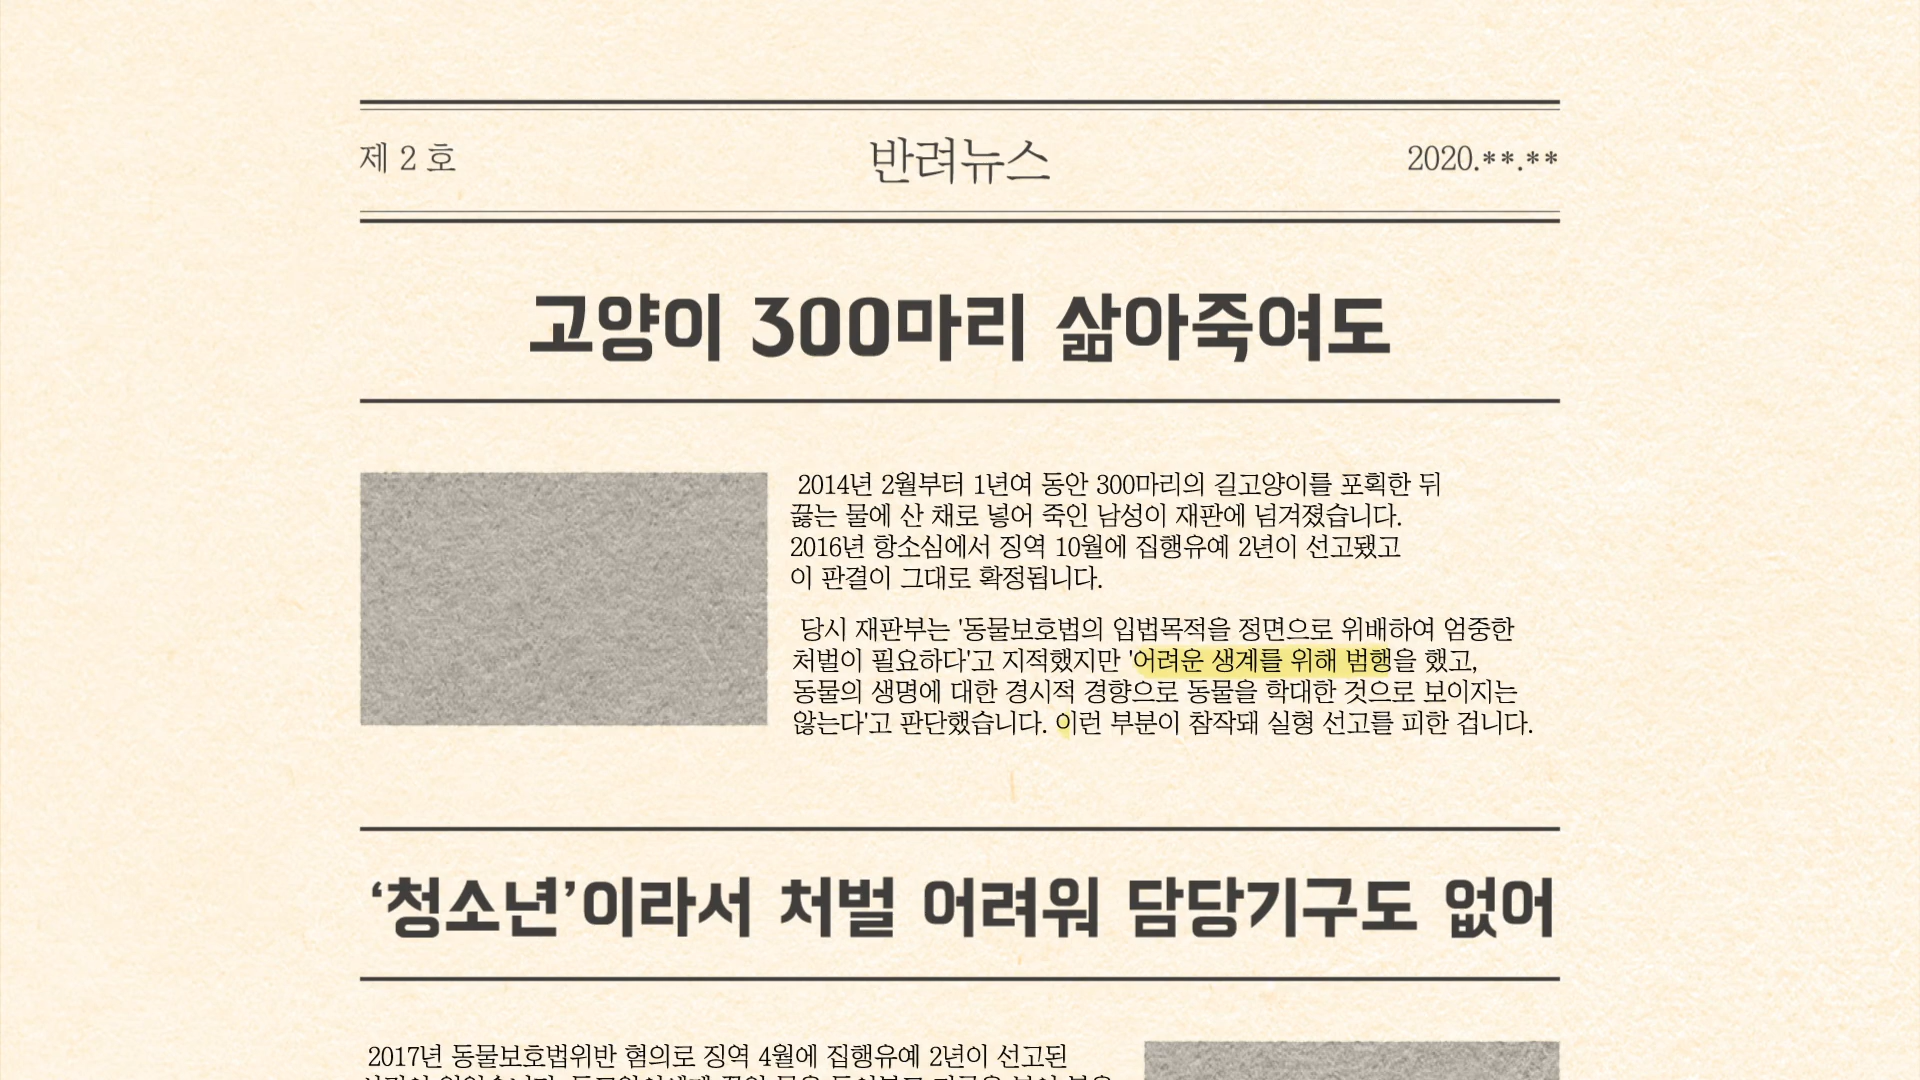 제 2 호
반려뉴스
2020.**.**
고양이 300마리 삶아죽여도
2014년 2월부터 1년여 동안 300마리의 길고양이를 포획한 뒤
끓는 물에 산 채로 넣어 죽인 남성이 재판에 넘겨졌습니다.
2016년 항소심에서 징역 10월에 집행유예 2년이 선고됐고
이 판결이 그대로 확정됩니다.
당시 재판부는 '동물보호법의 입법목적을 정면으로 위배하여 엄중한
처벌이 필요하다'고 지적했지만 '어려운 생계를 위해 범행을 했고,
동물의 생명에 대한 경시적 경향으로 동물을 학대한 것으로 보이지는
않는다'고 판단했습니다. 이런 부분이 참작돼 실형 선고를 피한 겁니다.
‘청소년’이라서 처벌 어려워 담당기구도 없어
2017년 동물보호법위반 혐의로 징역 4월에 집행유예 2년이 선고된